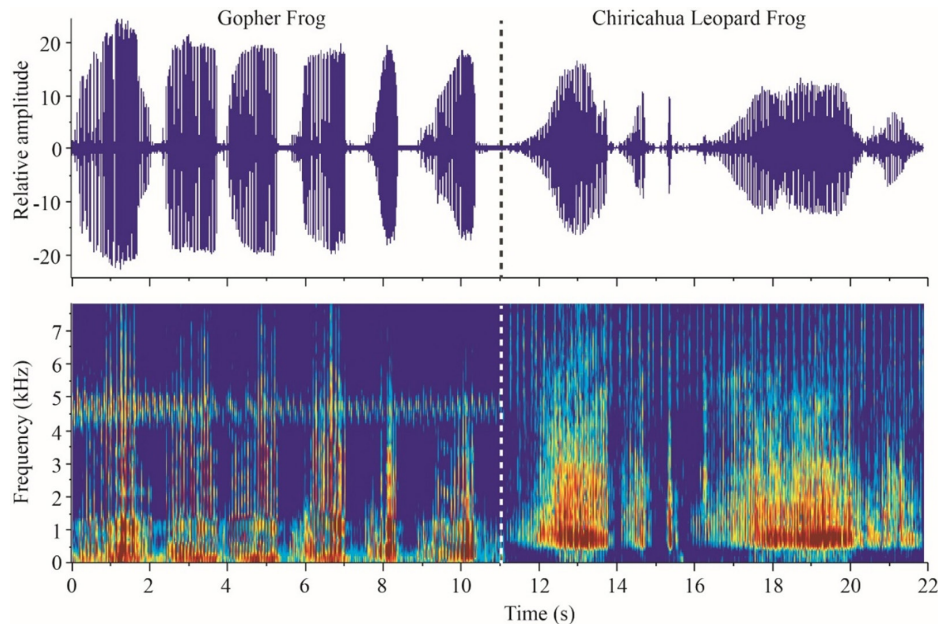 Gopher Frog Chiricahua Leopard Frog
20
10
0
-10
-20
Relative amplitude
7
6
5
4
3
2
1
0
Frequency (kHz)
0 2 4 6 8 10 12 14 16 18 20 22
Time (s)